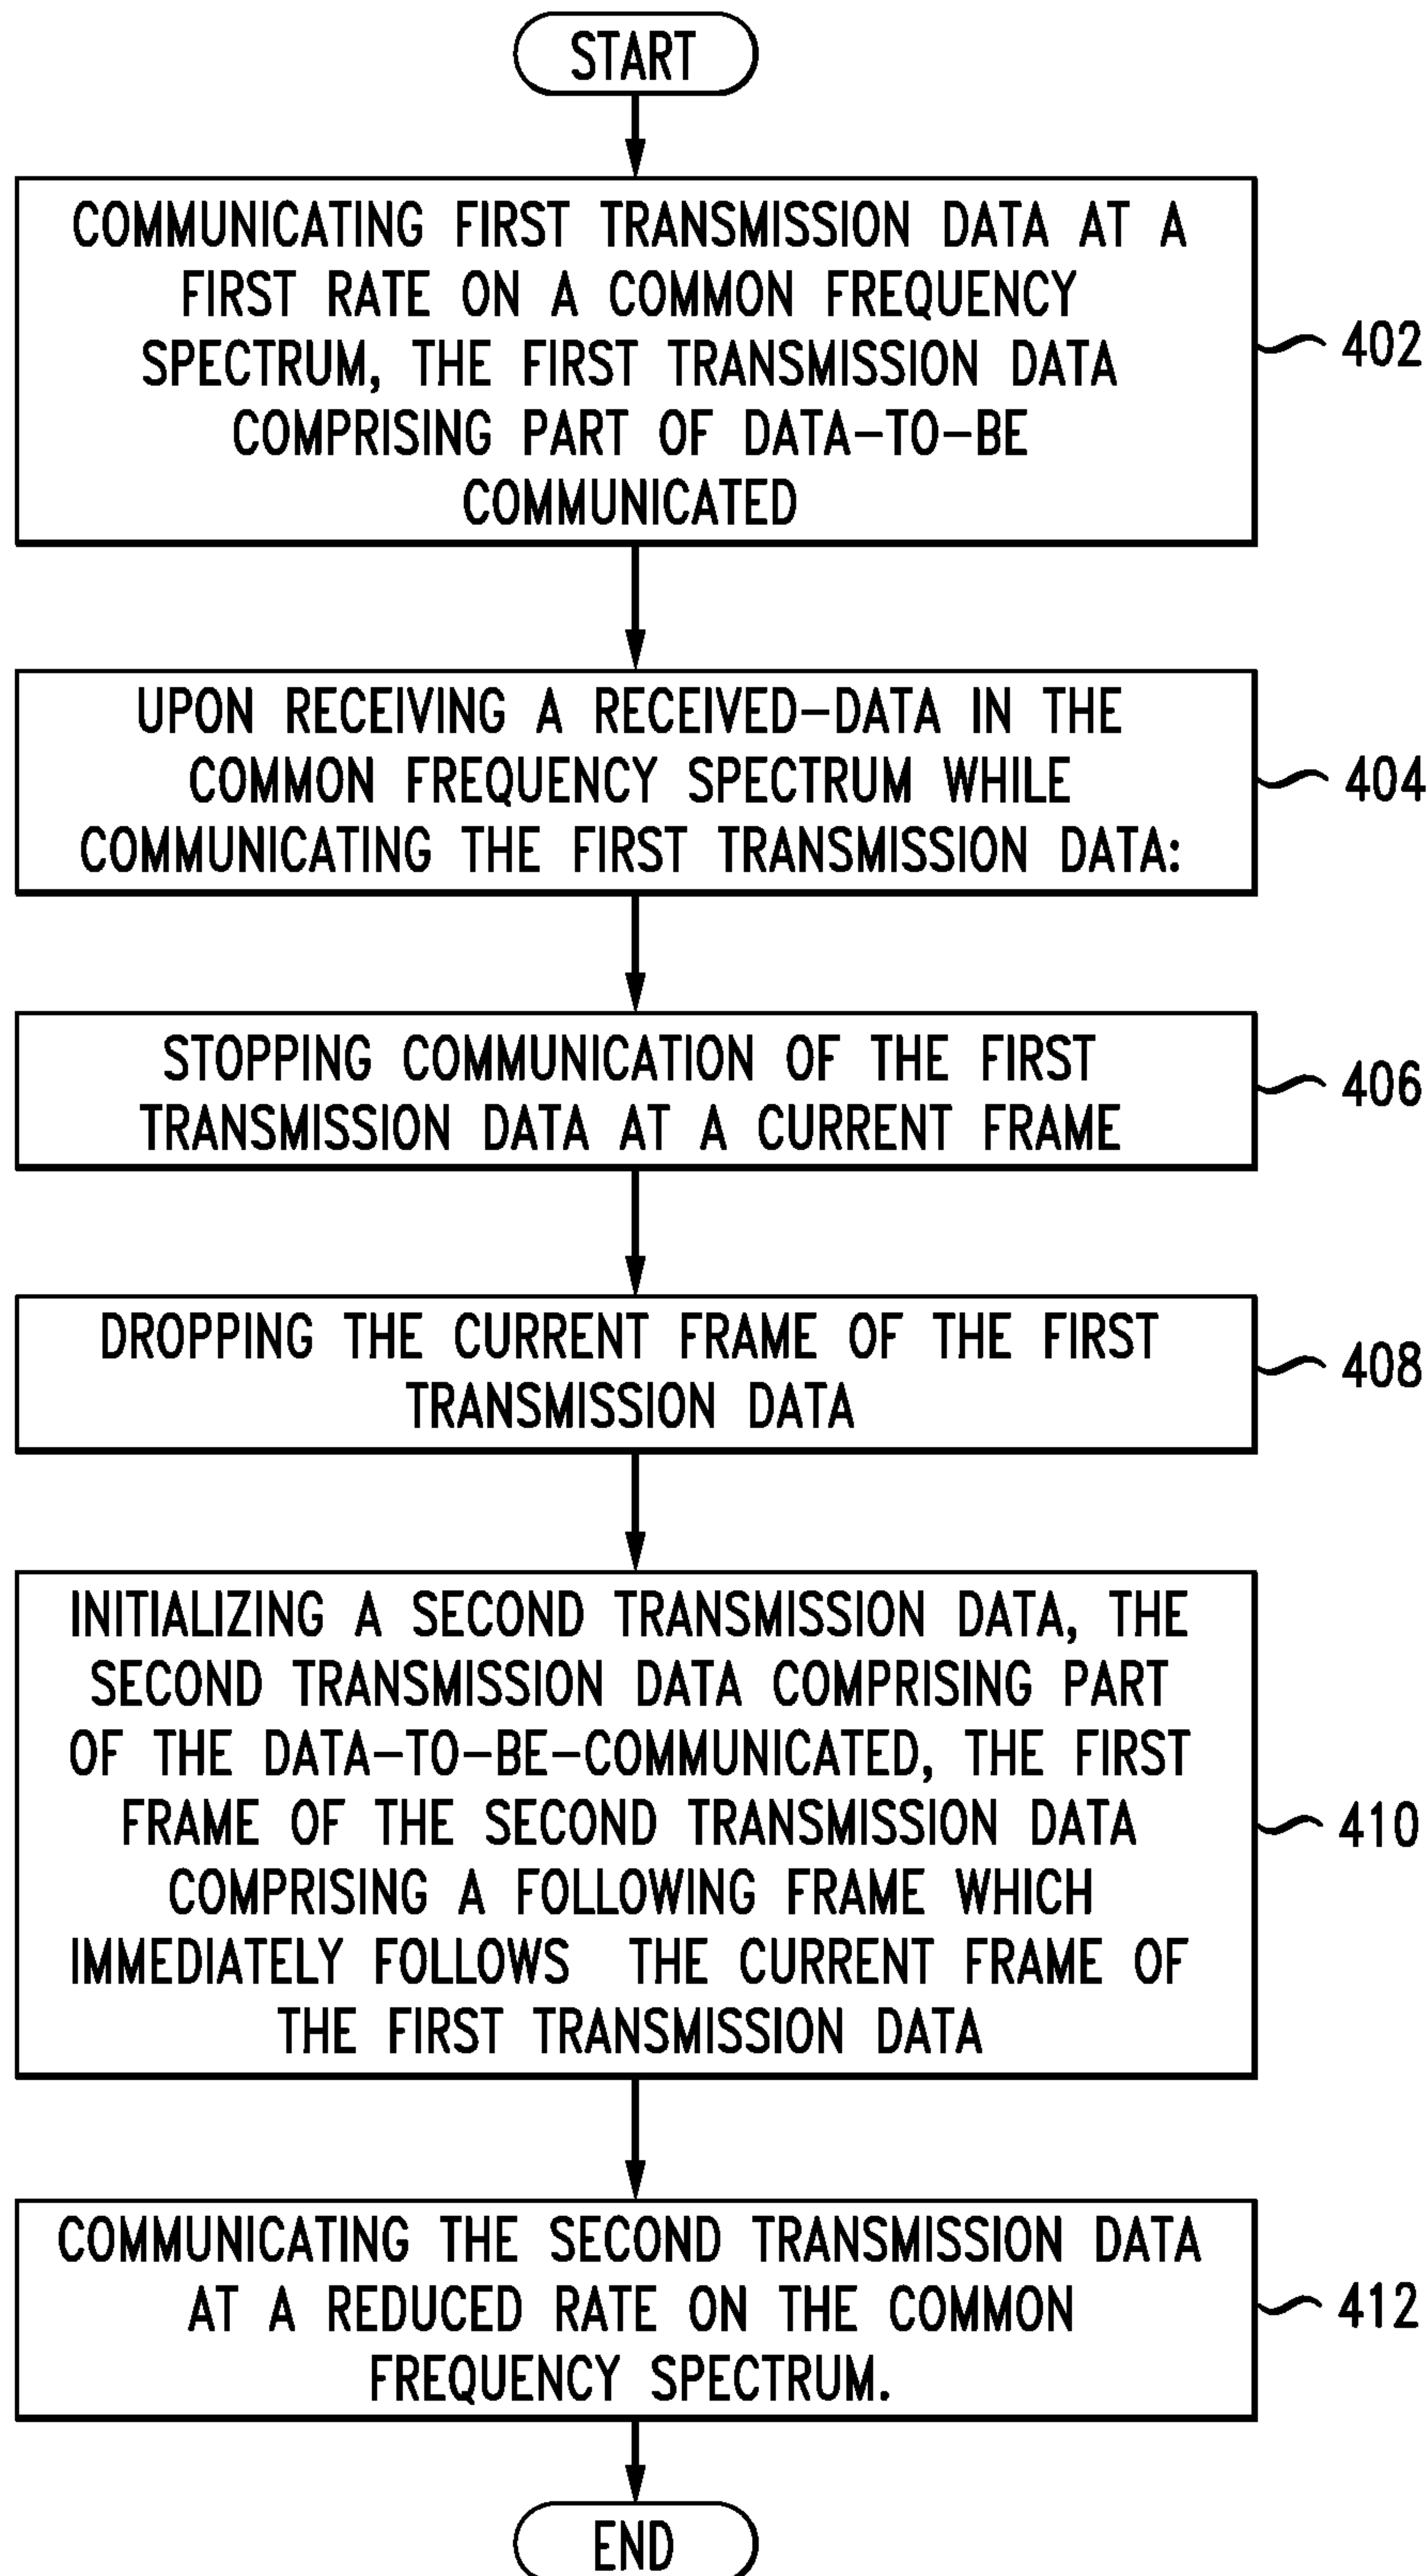 START
COMMUNICATING FIRST TRANSMISSION DATA AT A
FIRST RATE ON A COMMON FREQUENCY
SPECTRUM, THE FIRST TRANSMISSION DATA
COMPRISING PART OF DATA-TO-BE
COMMUNICATED
402
UPON RECEIVING A RECEIVED-DATA IN THE
COMMON FREQUENCY SPECTRUM WHILE
COMMUNICATING THE FIRST TRANSMISSION DATA:
404
STOPPING COMMUNICATION OF THE FIRST
TRANSMISSION DATA AT A CURRENT FRAME
406
DROPPING THE CURRENT FRAME OF THE FIRST
TRANSMISSION DATA
408
INITIALIZING A SECOND TRANSMISSION DATA, THE
SECOND TRANSMISSION DATA COMPRISING PART
OF THE DATA-TO-BE-COMMUNICATED, THE FIRST
FRAME OF THE SECOND TRANSMISSION DATA
COMPRISING A FOLLOWING FRAME WHICH
IMMEDIATELY FOLLOWS THE CURRENT FRAME OF
THE FIRST TRANSMISSION DATA
410
COMMUNICATING THE SECOND TRANSMISSION DATA
AT A REDUCED RATE ON THE COMMON
FREQUENCY SPECTRUM.
412
END